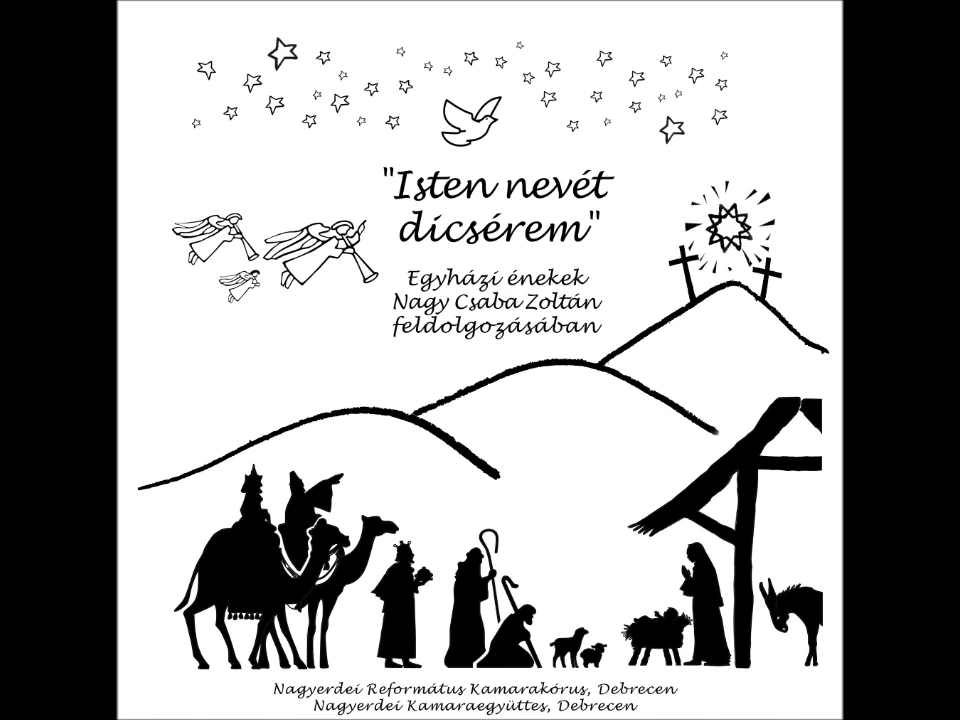 "Isten nevét
dicsérem"
Egyházi énekek
Nagy Csaba Zoltán
feldolgozásában
Nagyerdei Református Kamarakórus, Debrecen
Nagyerdei Kamaraegyüttes, Debrecen